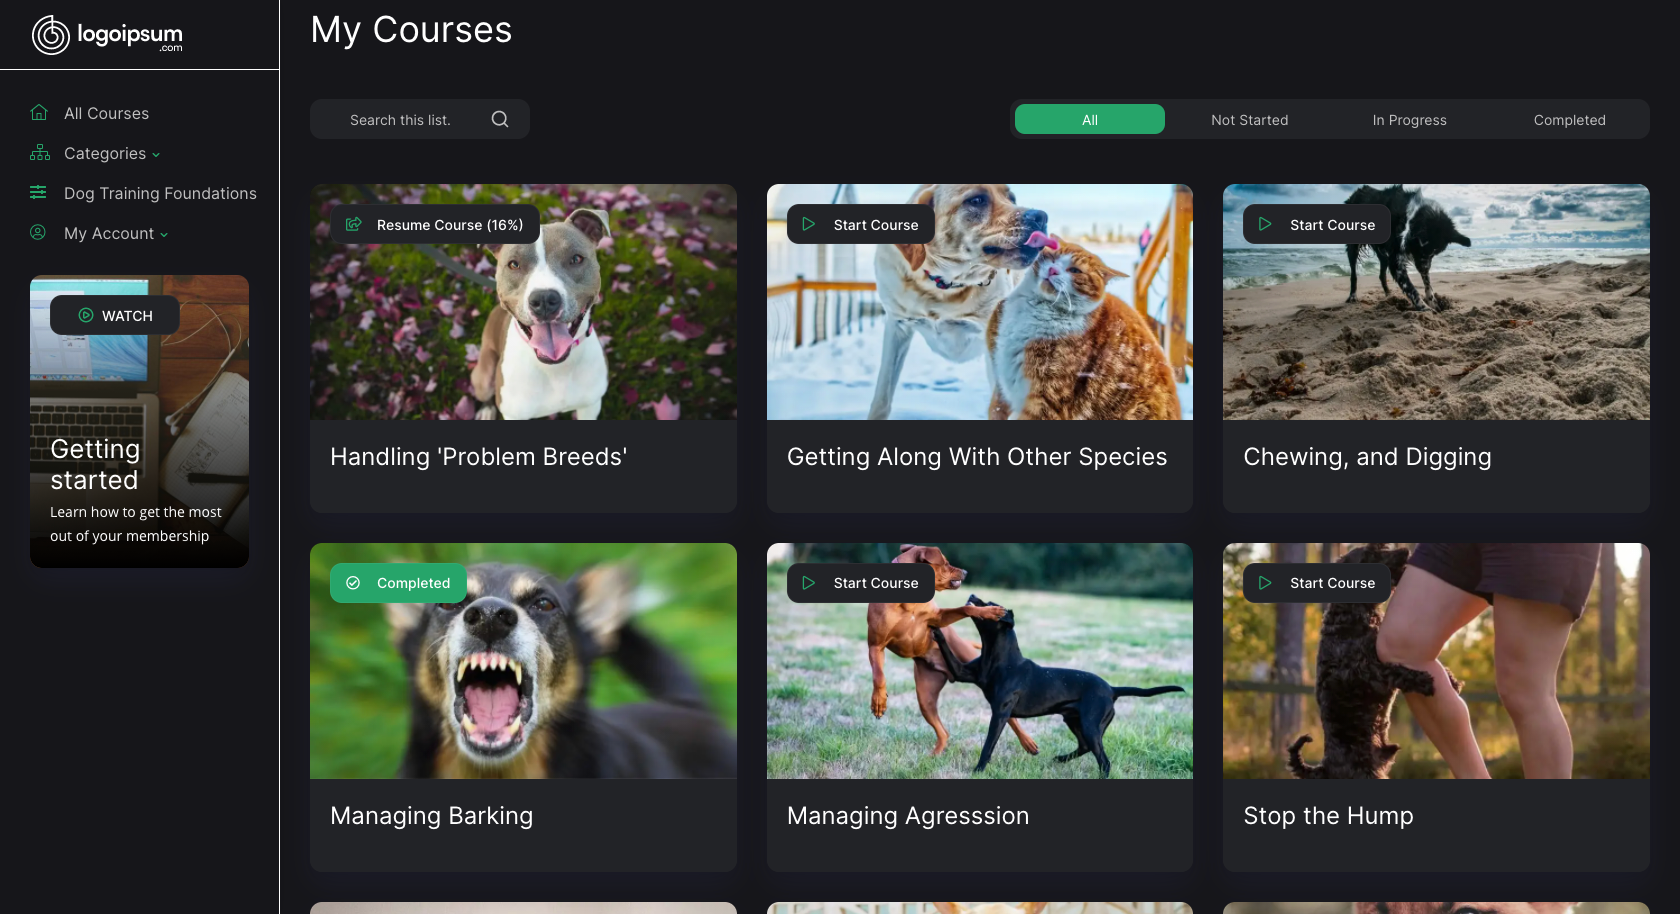 logoipsum
.com
All Courses
Categories
Dog Training Foundations
My Account
WATCH
Getting
started
Learn how to get the most
out of your membership
My Courses
Search this list.
All
Not Started
In Progress
Completed
Resume Course (16%)
Handling 'Problem Breeds'
Start Course
Getting Along With Other Species
Start Course
Chewing, and Digging
Completed
Managing Barking
Start Course
Managing Agresssion
Start Course
Stop the Hump